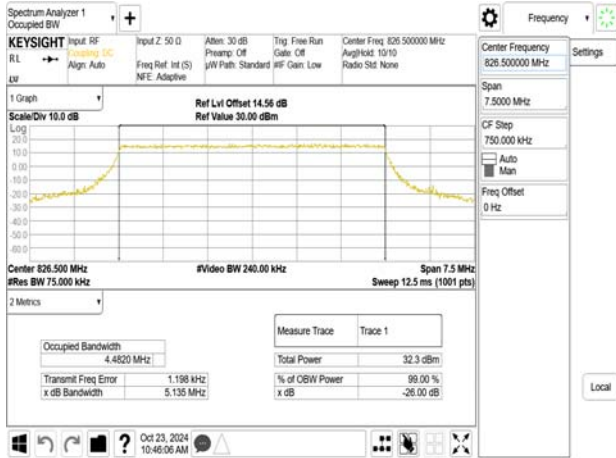 Spectrum Analyzer 1
Occupied BW
KEYSIGHT
RL
Input: RF
Coupling: DC
Align: Auto
Input Z: 50 Ω
Freq Ref: Int (S)
NFE: Adaptive
Atten: 30 dB
Preamp: Off
µW Path: Standard
Trig: Free Run
Gate: Off
#IF Gain: Low
Center Freq: 826.500000 MHz
Avg|Hold: 10/10
Radio Std: None
1 Graph
Scale/Div 10.0 dB
Ref Lvl Offset 14.56 dB
Ref Value 30.00 dBm
Log
20.0
10.0
0.00
-10.0
-20.0
-30.0
-40.0
-50.0
-60.0
Center 826.500 MHz
#Video BW 240.00 kHz
Span 7.5 MHz
#Res BW 75.000 kHz
Sweep 12.5 ms (1001 pts)
2 Metrics
Measure Trace
Trace 1
Occupied Bandwidth
4.4820 MHz
Total Power
32.3 dBm
Transmit Freq Error
1.198 kHz
% of OBW Power
99.00 %
x dB Bandwidth
5.135 MHz
x dB
-26.00 dB
Oct 23, 2024
10:46:06 AM
?
Frequency
Center Frequency
826.500000 MHz
Settings
Span
7.5000 MHz
CF Step
750.000 kHz
Auto
Man
Freq Offset
0 Hz
Local